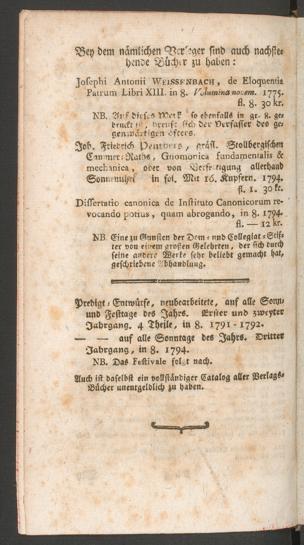 Bey dem nämlichen Verleger sind auch nachste-
hende Bücher zu haben:
Josephi Antonii WEISSENBACH, de Eloquentia
Patrum Libri XIII. in 8. Volumina novem. 1775.
fl. 8. 30 kr.
NB. Auf dieses Werk so ebenfalls in gr. 8. ge-
druckt ist, beruft sich der Verfasser des ge-
genwärtigen öfters.
Joh. Friedrich gräfl. Stollbergischen
Cammer-Raths, Gnomonica fundamentalis &
mechanica, oder von Verfertigung allerhand
Sonnenuhren in fol. Mit 16. Kupfern. 1794.
fl. 1. 30 kr.
Dissertatio canonica de Instituto Canonicorum re-
vocando potius, quam abrogando, in 8. 1794.
fl. — 12 kr.
NB. Eine zu Gunsten der Dom- und Collegiat-Stif-
ter von einem großen Gelehrten, der sich durch
seine andere Werke sehr beliebt gemacht hat,
geschriebene Abhandlung.
Predigt-Entwürfe, neubearbeitete, auf alle Sonn-
und Festtage des Jahrs. Erster und zweyter
Jahrgang. 4 Theile, in 8. 1791-1792.
— — auf alle Sonntage des Jahrs. Dritter
Jahrgang, in 8. 1794.
NB. Das Festivale folgt nach.
Auch ist daselbst ein vollständiger Catalog aller Verlags-
Bücher unentgeldlich zu haben.